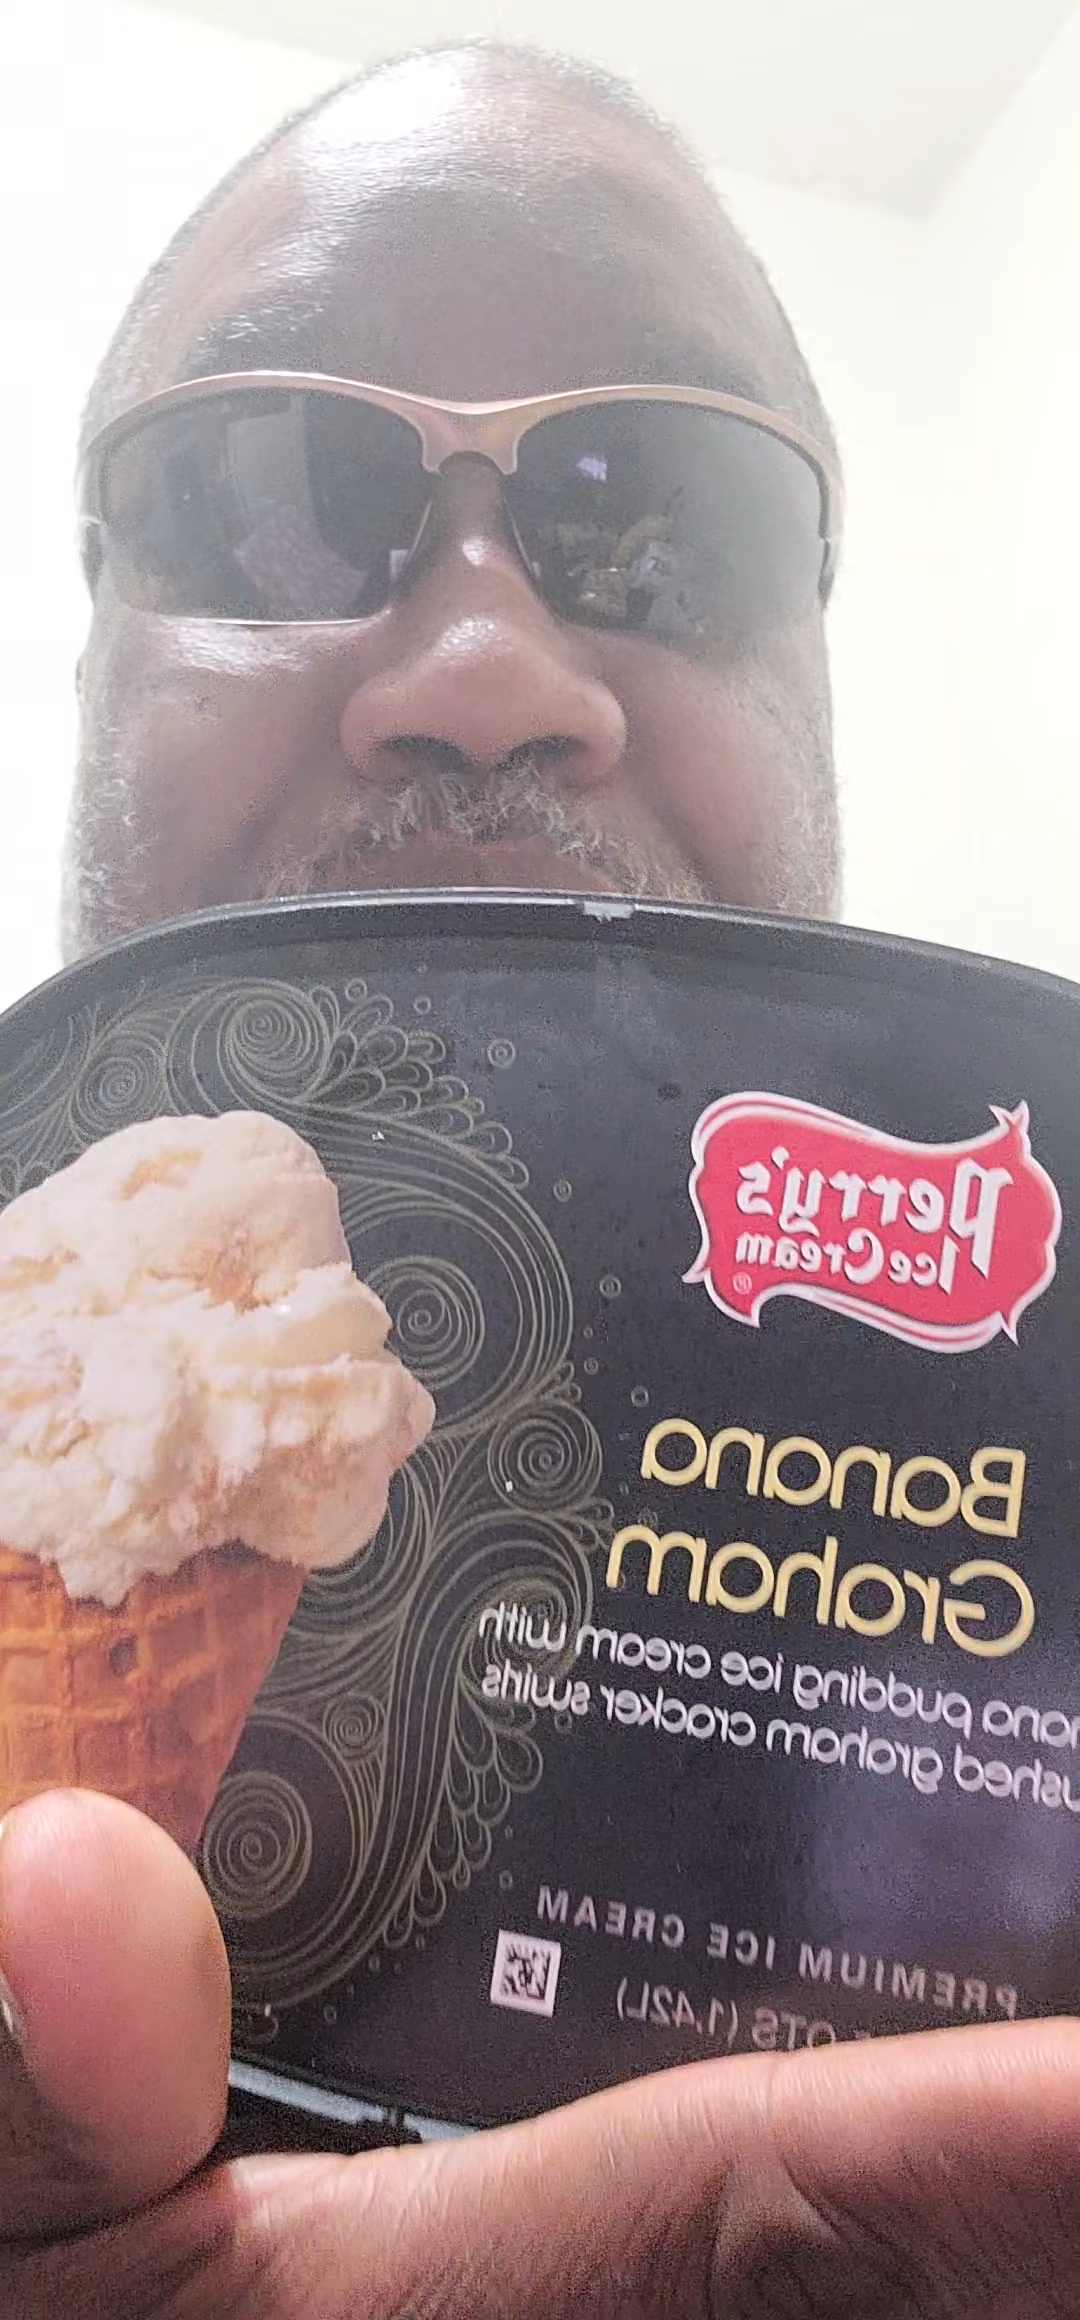 Perry's
Ice Cream
®
Banana
Graham
nana pudding ice cream with
ushed graham cracker swirls
PREMIUM ICE CREAM
QTS (1.42L)